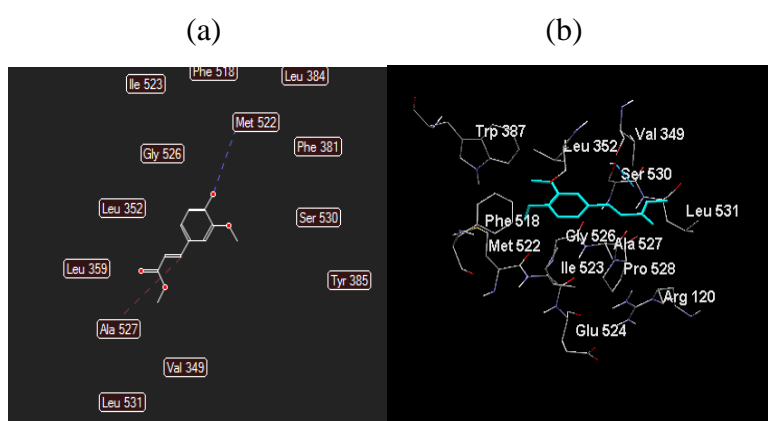 (a)
(b)
Phe 518
Leu 384
Ile 523
Met 522
Phe 381
Gly 526
Leu 352
Ser 530
Leu 359
Tyr 385
Ala 527
Val 349
Leu 531
Trp 387
Leu 352
Val 349
Ser 530
Phe 518
Leu 531
Met 522
Gly 526
Ala 527
Ile 523
Pro 528
Arg 120
Glu 524